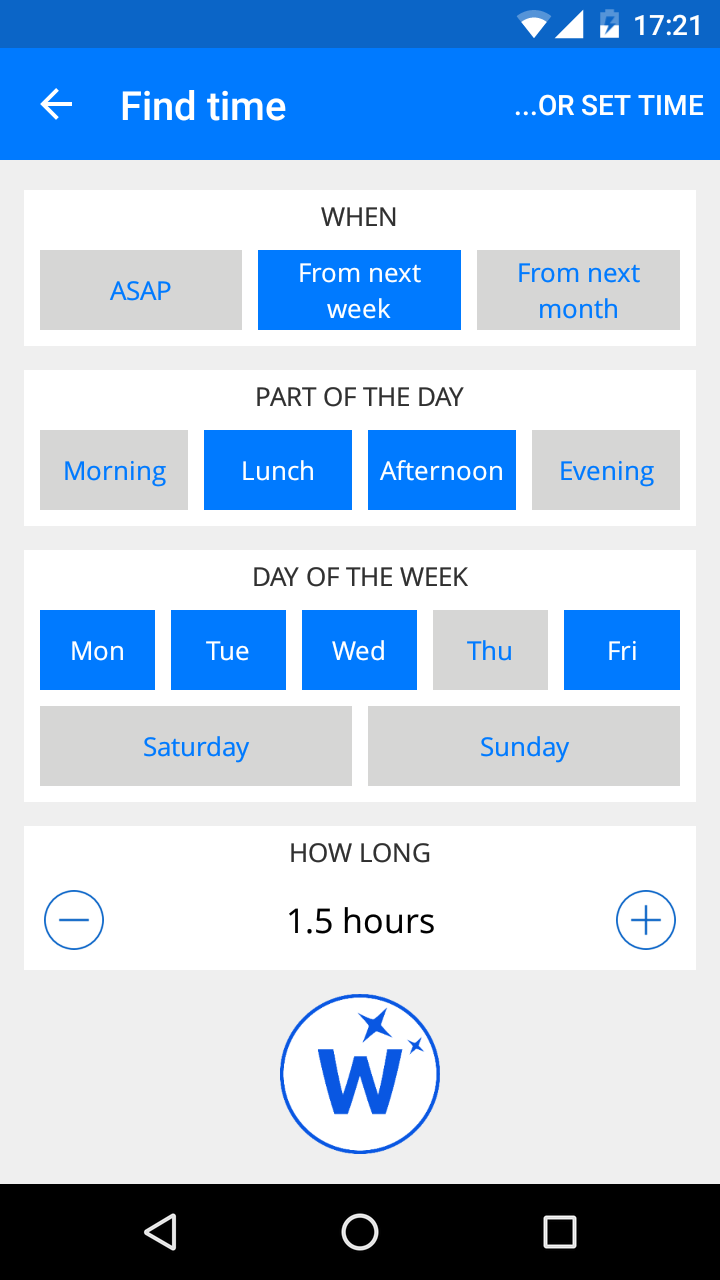 17:21
Find time
...OR SET TIME
WHEN
ASAP
From next
week
From next
month
PART OF THE DAY
Morning
Lunch
Afternoon
Evening
DAY OF THE WEEK
Mon
Tue
Wed
Thu
Fri
Saturday
Sunday
HOW LONG
1.5 hours
W